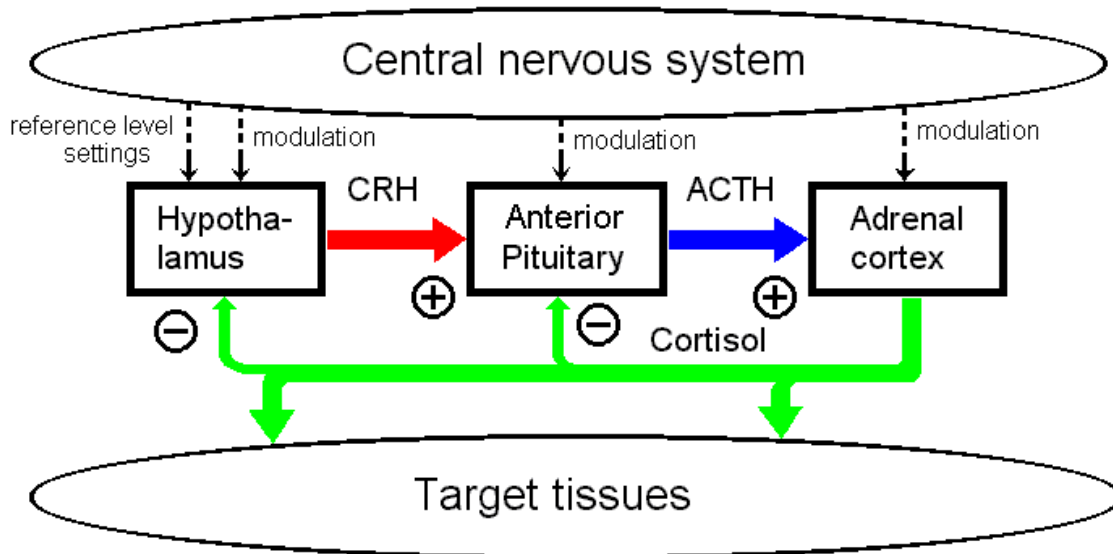 Central nervous system
reference level
settings
modulation
modulation
modulation
CRH
ACTH
Hypotha-
lamus
Anterior
Pituitary
Adrenal
cortex
+
+
−
−
Cortisol
Target tissues